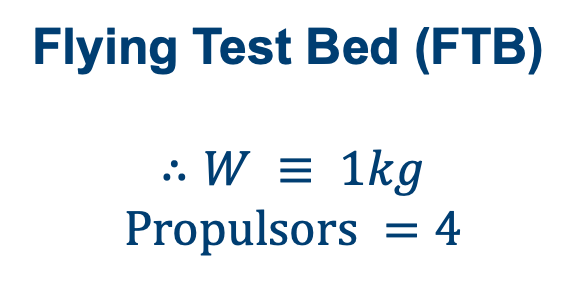 Flying Test Bed (FTB)
∴ W ≡ 1kg
Propulsors = 4